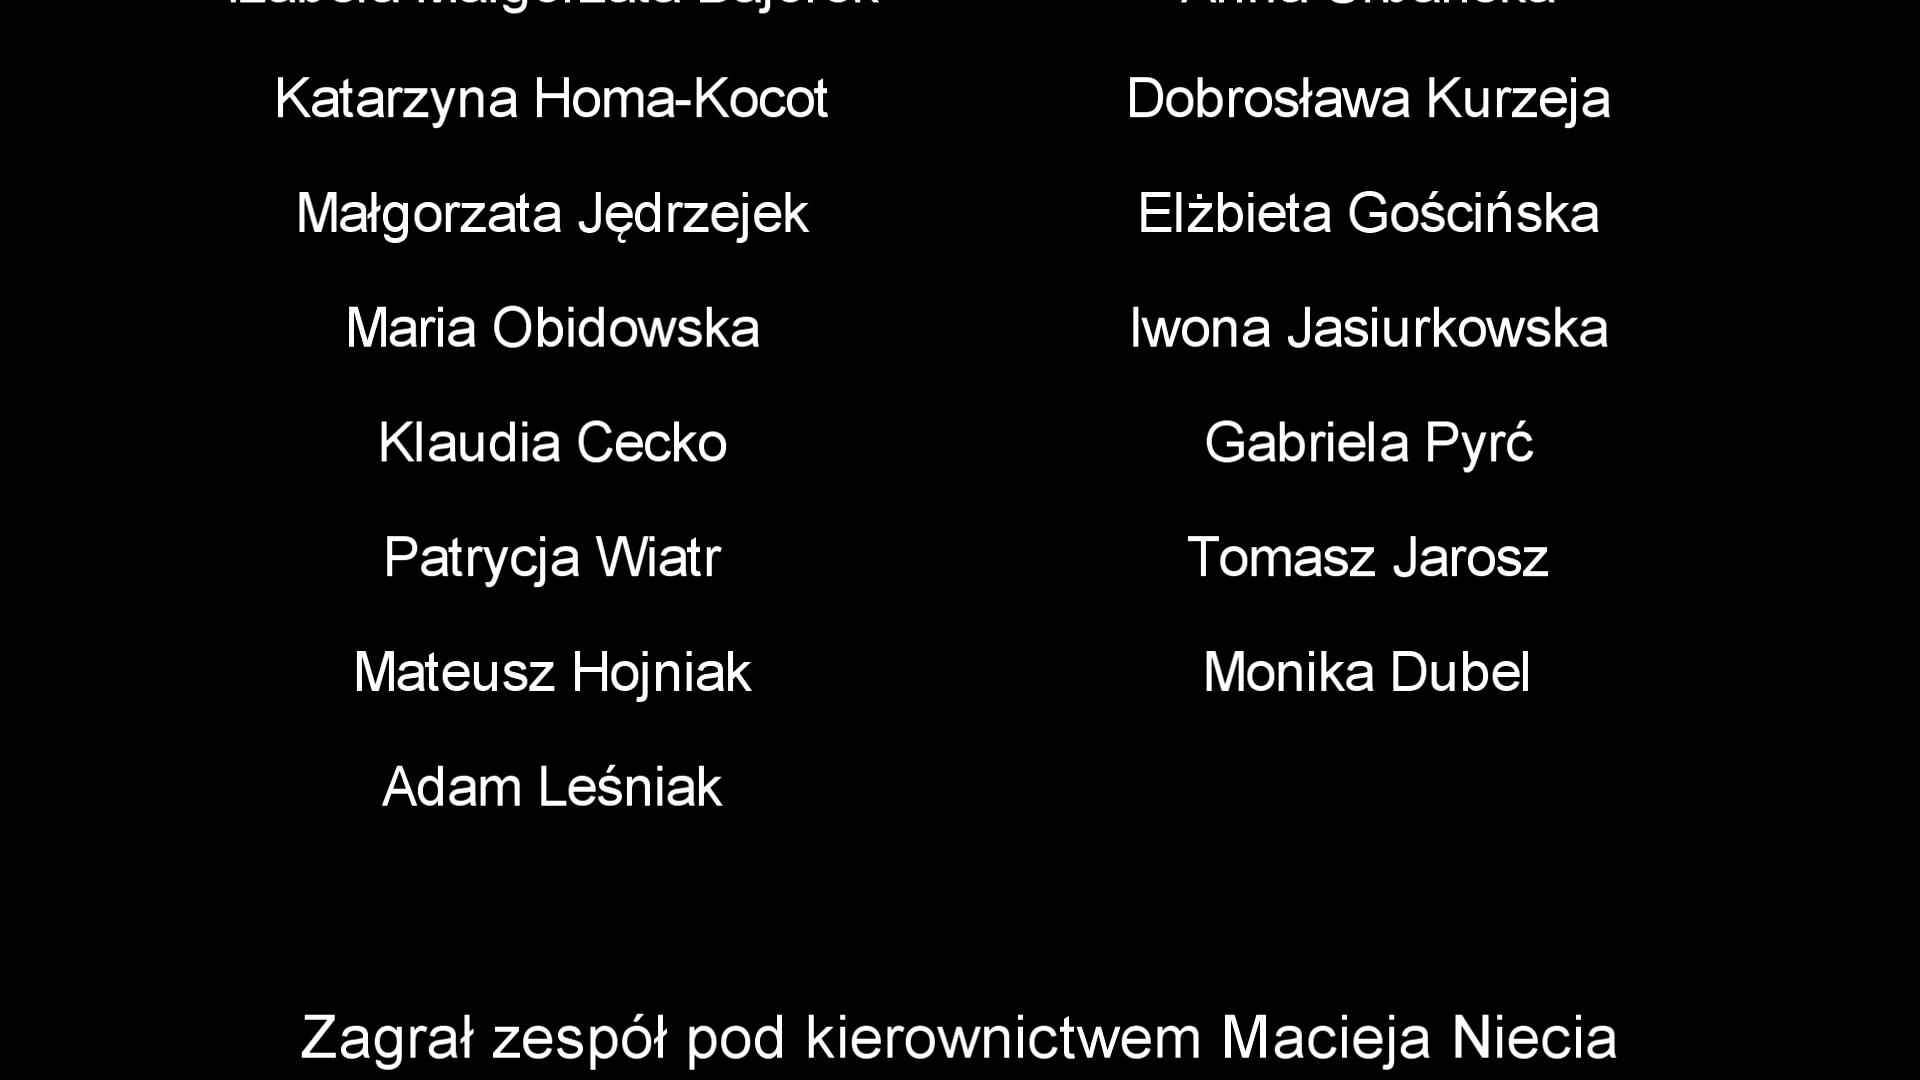 Katarzyna Homa-Kocot
Dobrosława Kurzeja
Małgorzata Jędrzejek
Elżbieta Gościńska
Maria Obidowska
Iwona Jasiurkowska
Klaudia Cecko
Gabriela Pyrć
Patrycja Wiatr
Tomasz Jarosz
Mateusz Hojniak
Monika Dubel
Adam Leśniak
Zagrał zespół pod kierownictwem Macieja Niecia